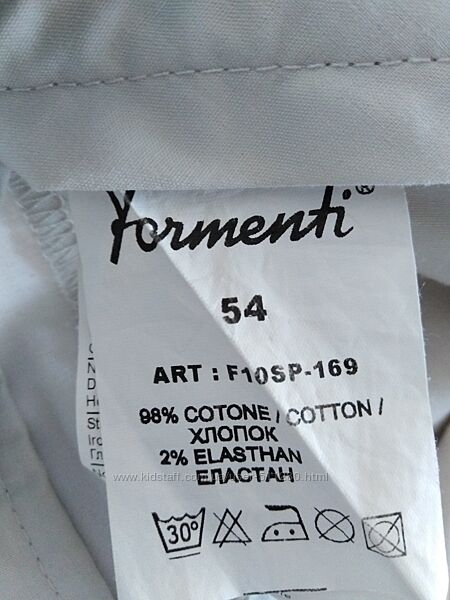 Formenti®
54
ART : F10SP-169
98% COTONE / COTTON /
ХЛОПОК
2% ELASTHAN
ЕЛАСТАН
30°